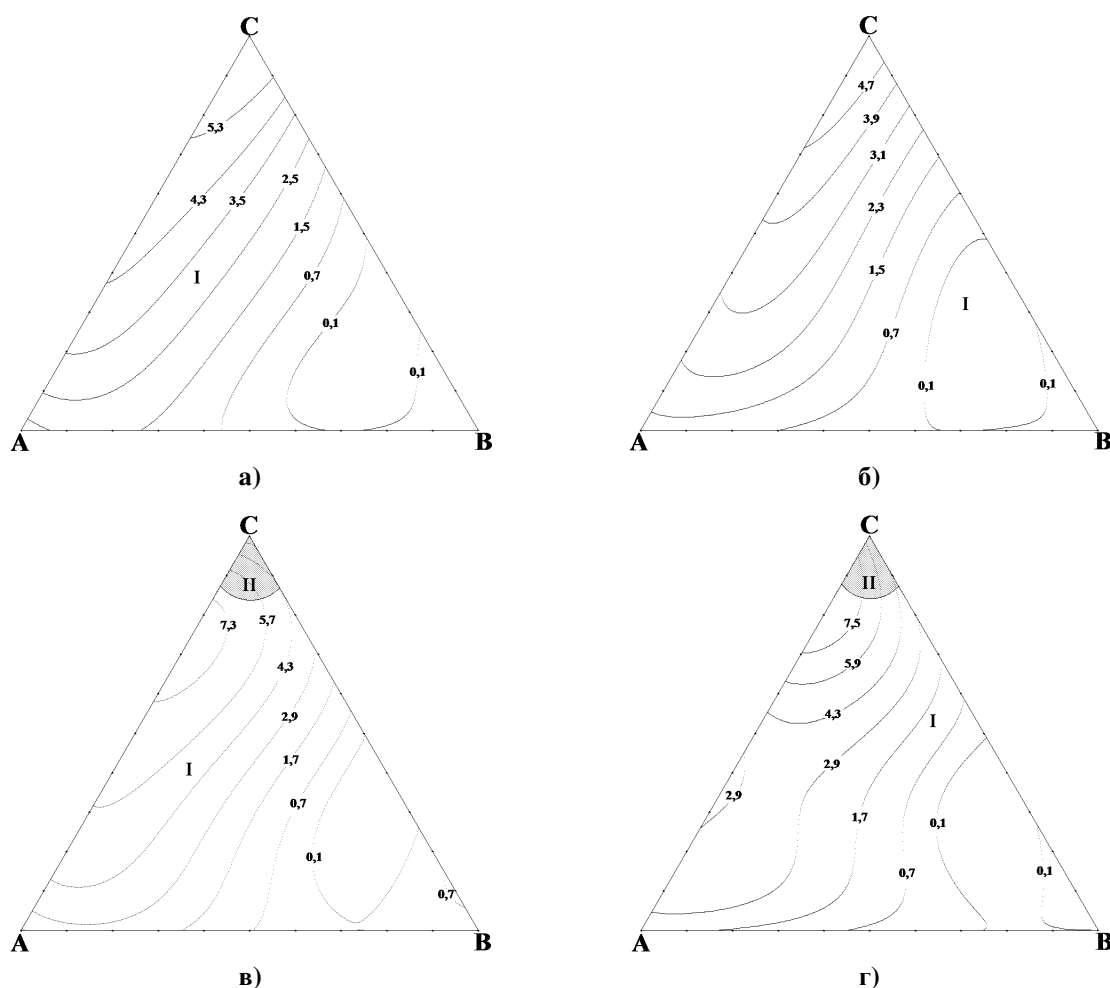 C
5,3
4,3
3,5
2,5
1,5
I
0,7
0,1
0,1
A
B
а)
C
4,7
3,9
3,1
2,3
1,5
I
0,7
0,1
0,1
A
B
б)
C
II
7,3
5,7
4,3
2,9
1,7
I
0,7
0,1
0,7
A
B
в)
C
II
7,5
5,9
4,3
I
2,9
2,9
1,7
0,1
0,7
0,1
A
B
г)